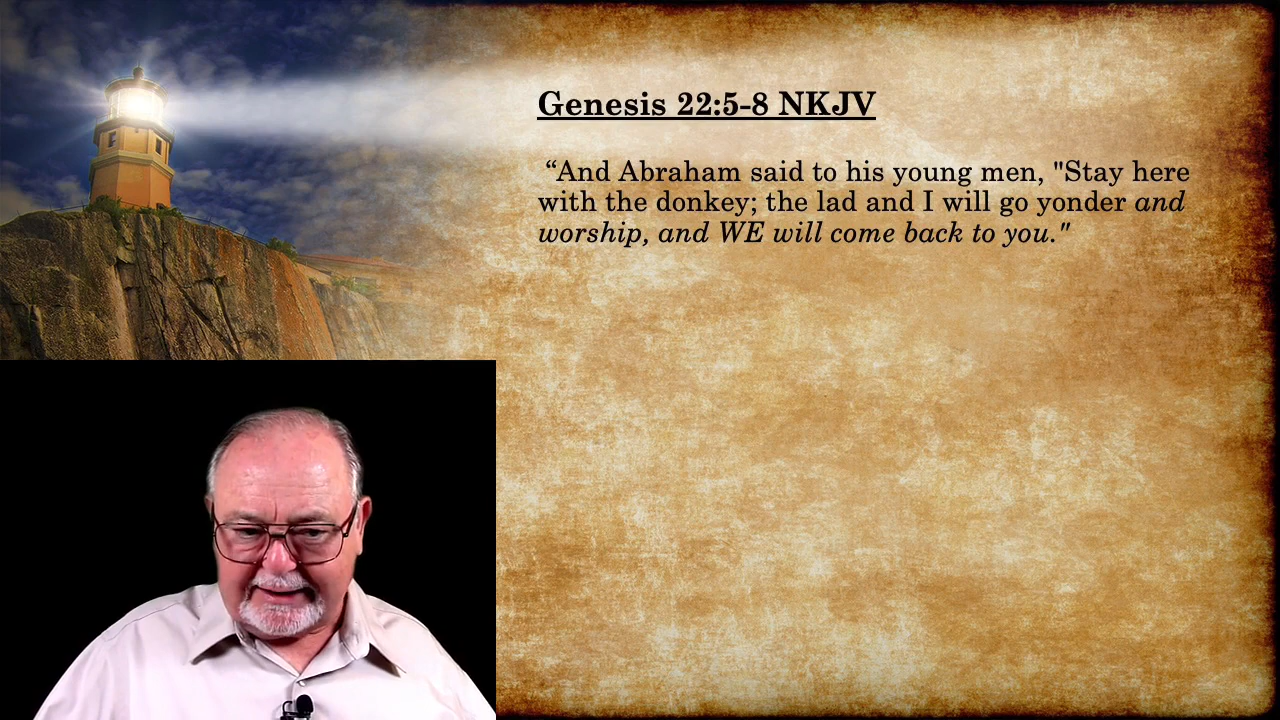 Genesis 22:5-8 NKJV
“And Abraham said to his young men, "Stay here
with the donkey; the lad and I will go yonder and
worship, and WE will come back to you."